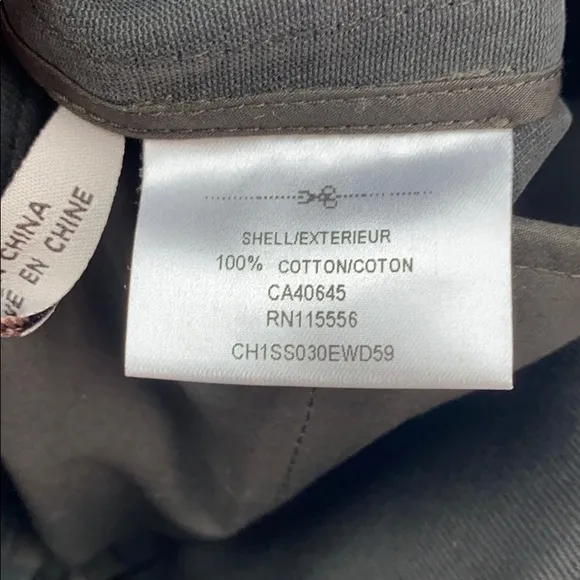 CHINA
EN CHINE
SHELL/EXTERIEUR
100% COTTON/COTON
CA40645
RN115556
CH1SS030EWD59